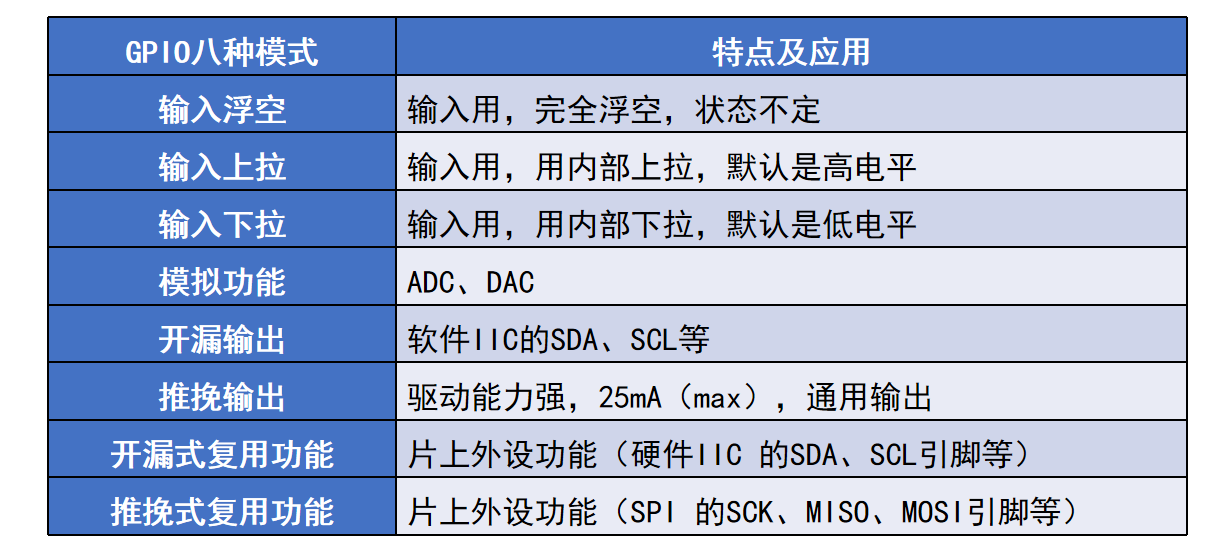 GPIO八种模式 特点及应用
输入浮空 输入用，完全浮空，状态不定
输入上拉 输入用，用内部上拉，默认是高电平
输入下拉 输入用，用内部下拉，默认是低电平
模拟功能 ADC、DAC
开漏输出 软件IIC的SDA、SCL等
推挽输出 驱动能力强，25mA（max），通用输出
开漏式复用功能 片上外设功能（硬件IIC 的SDA、SCL引脚等）
推挽式复用功能 片上外设功能（SPI 的SCK、MISO、MOSI引脚等）